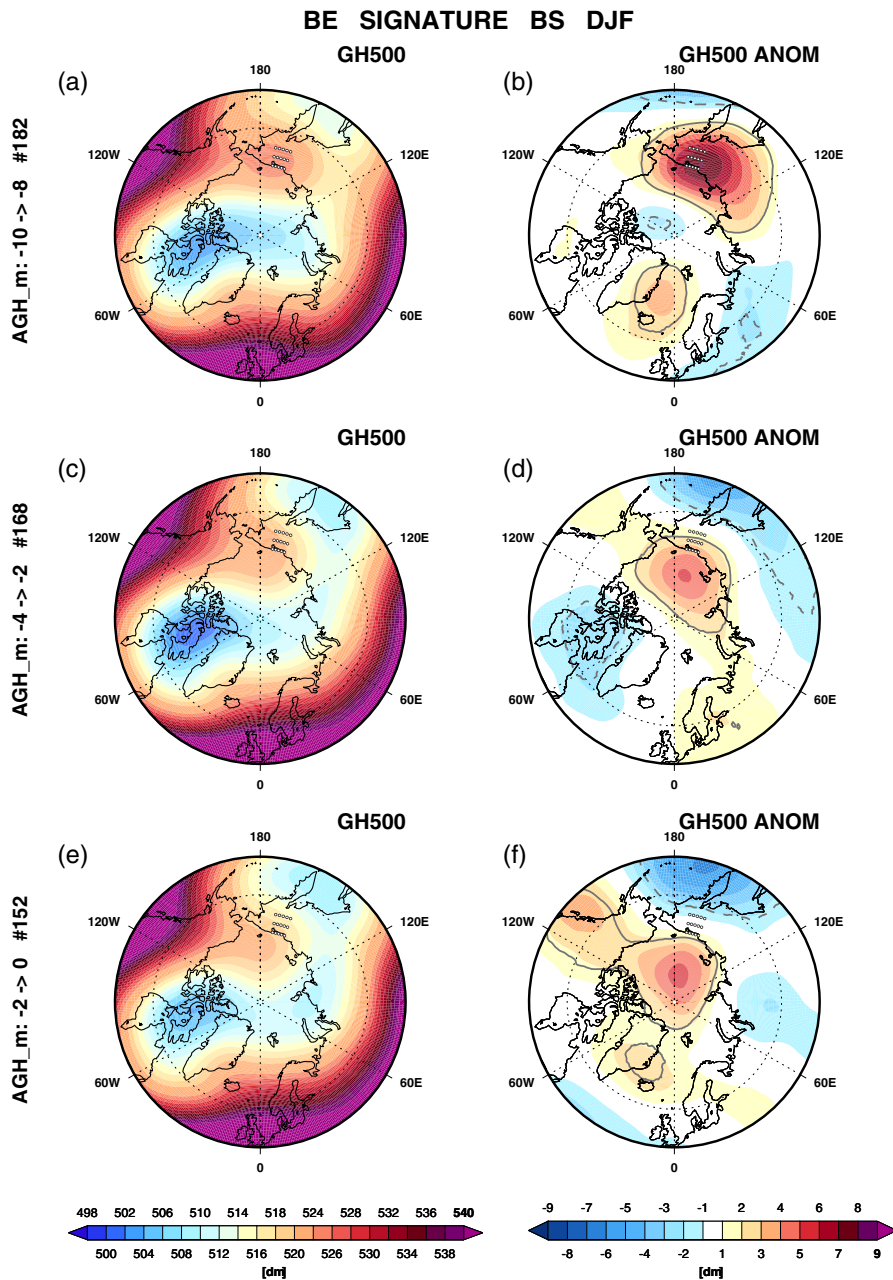 BE SIGNATURE BS DJF
(a) GH500 (b) GH500 ANOM
180 180
120W 120E 120W 120E
AGH_m: -10 -> -8 #182
60W 60E 60W 60E
0 0
(c) GH500 (d) GH500 ANOM
180 180
120W 120E 120W 120E
AGH_m: -4 -> -2 #168
60W 60E 60W 60E
0 0
(e) GH500 (f) GH500 ANOM
180 180
120W 120E 120W 120E
AGH_m: -2 -> 0 #152
60W 60E 60W 60E
0 0
498 502 506 510 514 518 524 528 532 536 540 -9 -7 -5 -3 -1 2 4 6 8
500 504 508 512 516 520 526 530 534 538 -8 -6 -4 -2 1 3 5 7 9
[dm] [dm]